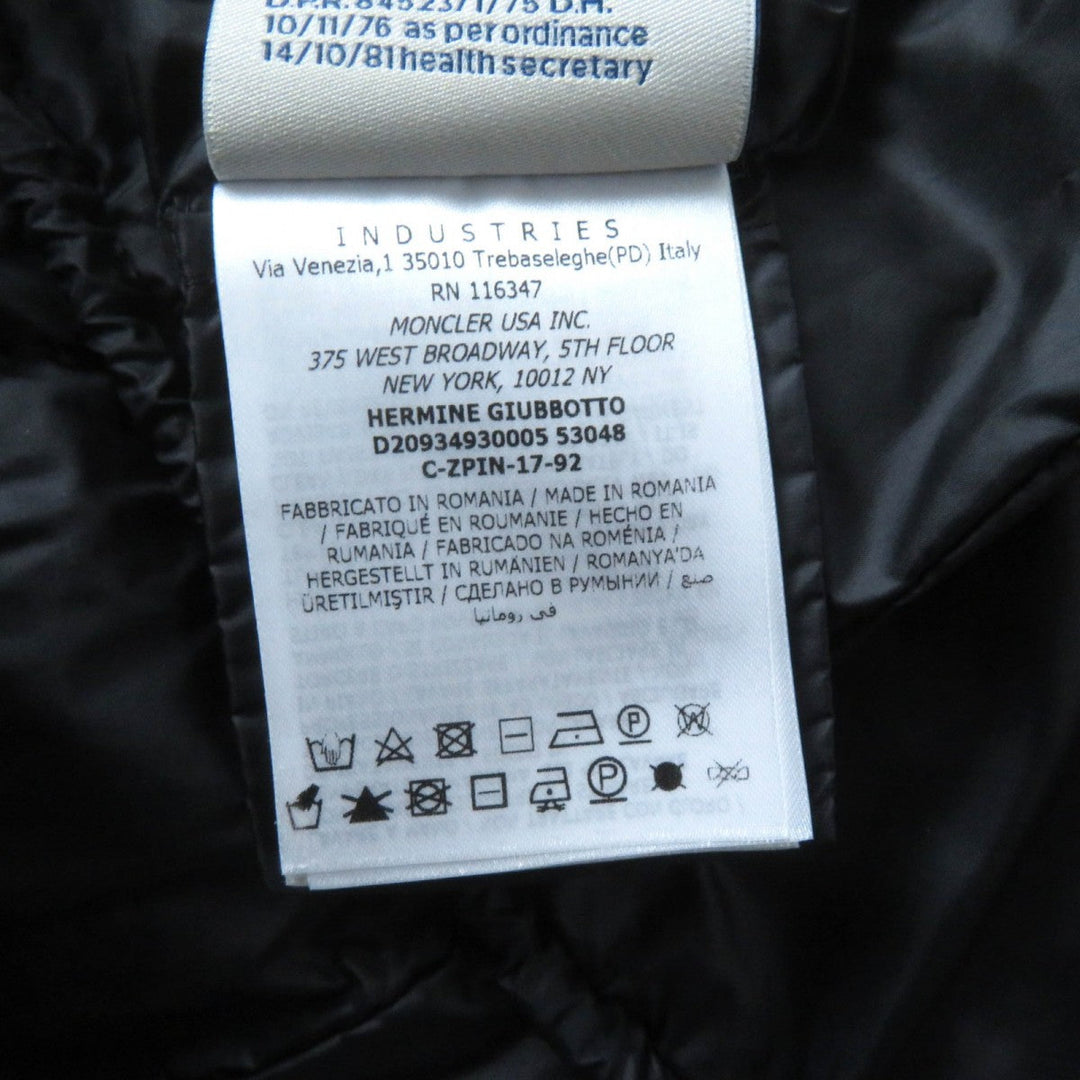 D.P.R. 845237/1/75 D.M.
10/11/76 as per ordinance
14/10/81 health secretary
INDUSTRIES
Via Venezia,1 35010 Trebaseleghe(PD) Italy
RN 116347
MONCLER USA INC.
375 WEST BROADWAY, 5TH FLOOR
NEW YORK, 10012 NY
HERMINE GIUBBOTTO
D20934930005 53048
C-ZPIN-17-92
FABBRICATO IN ROMANIA / MADE IN ROMANIA
/ FABRIQUÉ EN ROUMANIE / HECHO EN
RUMANIA / FABRICADO NA ROMÉNIA /
HERGESTELLT IN RUMÄNIEN / ROMANYA'DA
ÜRETILMIŞTIR / СДЕЛАНО В РУМЫНИИ / صنع
في رومانيا
P W
P